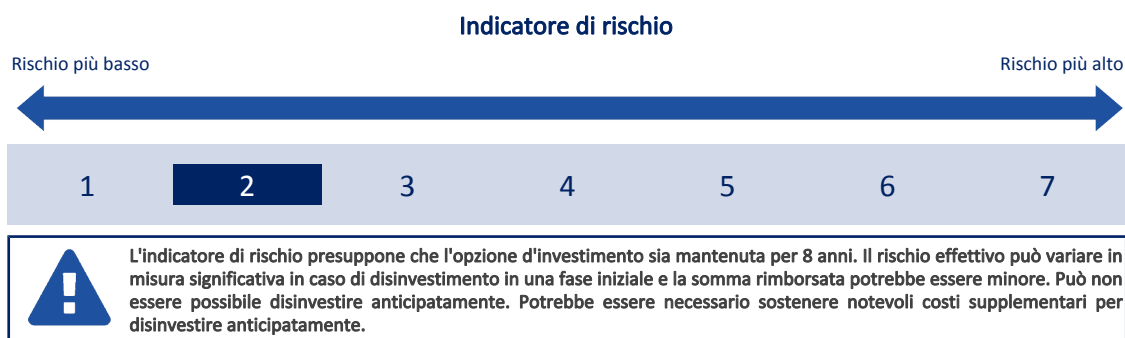 Indicatore di rischio
Rischio più basso
Rischio più alto
1 2 3 4 5 6 7
L'indicatore di rischio presuppone che l'opzione d'investimento sia mantenuta per 8 anni. Il rischio effettivo può variare in
misura significativa in caso di disinvestimento in una fase iniziale e la somma rimborsata potrebbe essere minore. Può non
essere possibile disinvestire anticipatamente. Potrebbe essere necessario sostenere notevoli costi supplementari per
disinvestire anticipatamente.